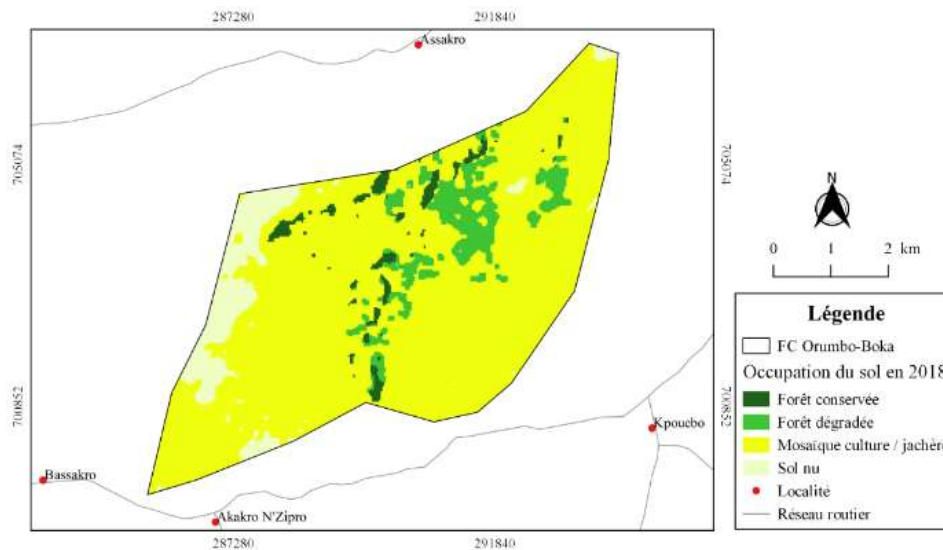 287280 291840
Assakro
705074
705074
N
0 1 2 km
Légende
FC Orumbo-Boka
Occupation du sol en 2018
Forêt conservée
Forêt dégradée
Mosaïque culture / jachère
Sol nu
Localité
Réseau routier
700852
700852
Kpouebo
Bassakro
Akakro N'Zipro
287280 291840